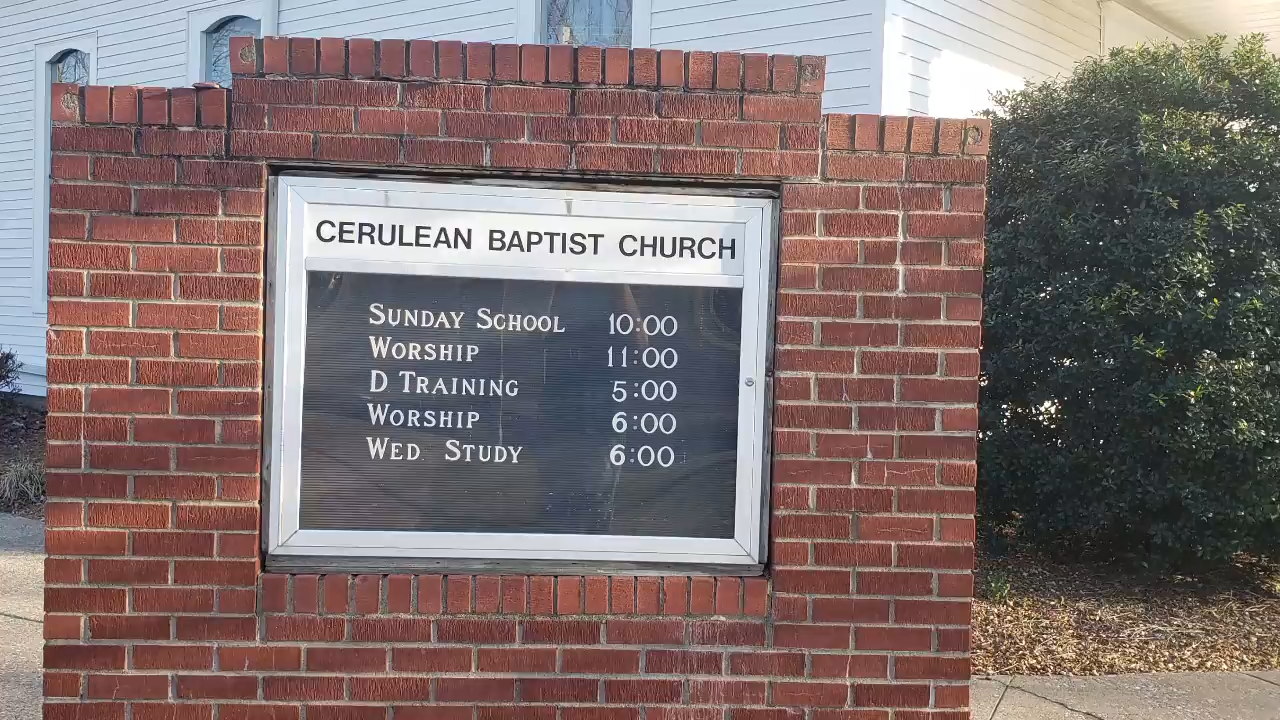 CERULEAN BAPTIST CHURCH
SUNDAY SCHOOL 10:00
WORSHIP 11:00
D TRAINING 5:00
WORSHIP 6:00
WED. STUDY 6:00